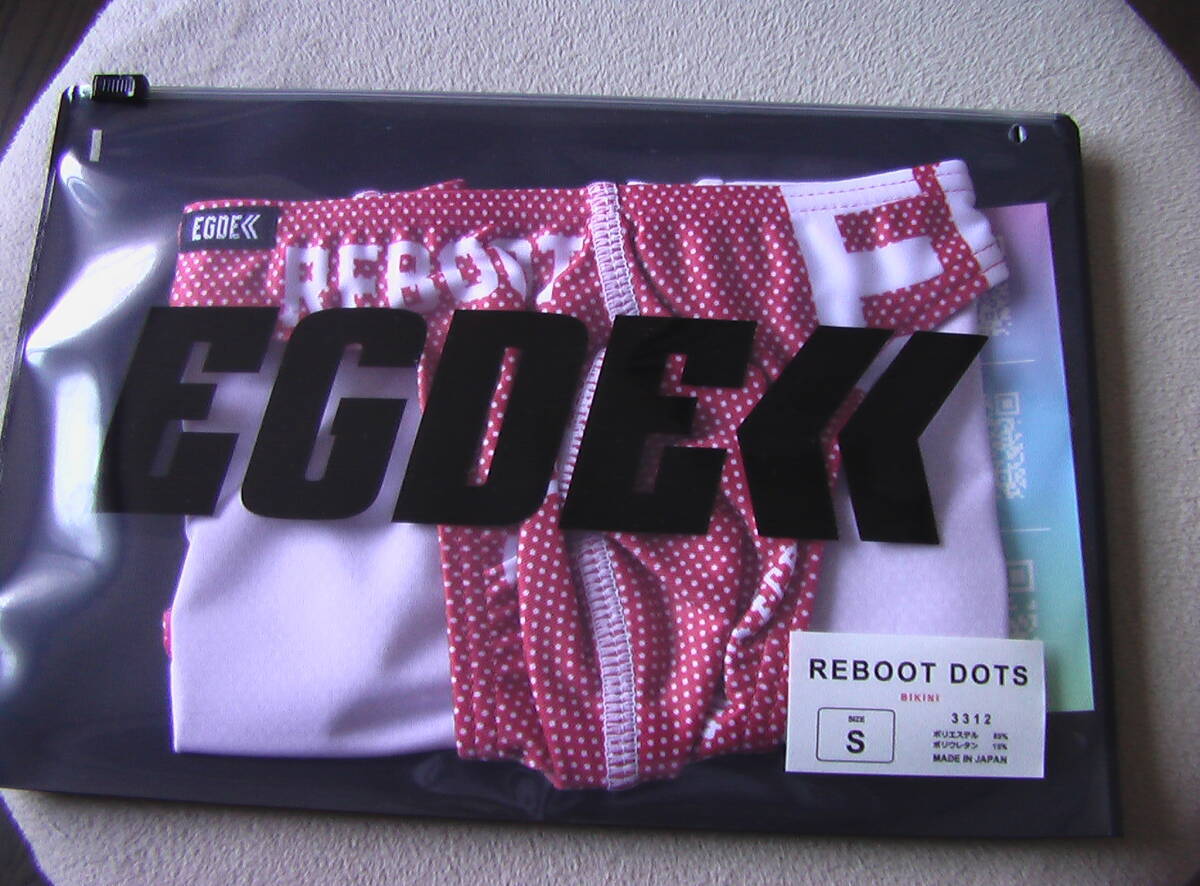 EGDE
REBOOT
EGDE
REBOOT DOTS
BIKINI
SIZE
S
3312
ポリエステル 85%
ポリウレタン 15%
MADE IN JAPAN